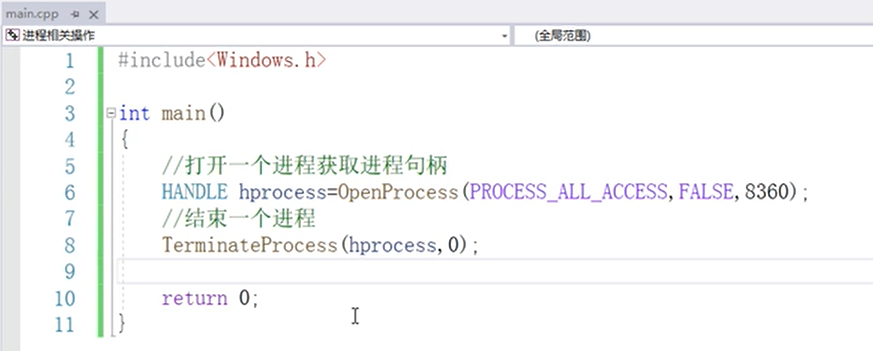 main.cpp
进程相关操作
(全局范围)
1 #include<Windows.h>
2
3 int main()
4 {
5 //打开一个进程获取进程句柄
6 HANDLE hprocess=OpenProcess(PROCESS_ALL_ACCESS,FALSE,8360);
7 //结束一个进程
8 TerminateProcess(hprocess,0);
9
10 return 0;
11 }